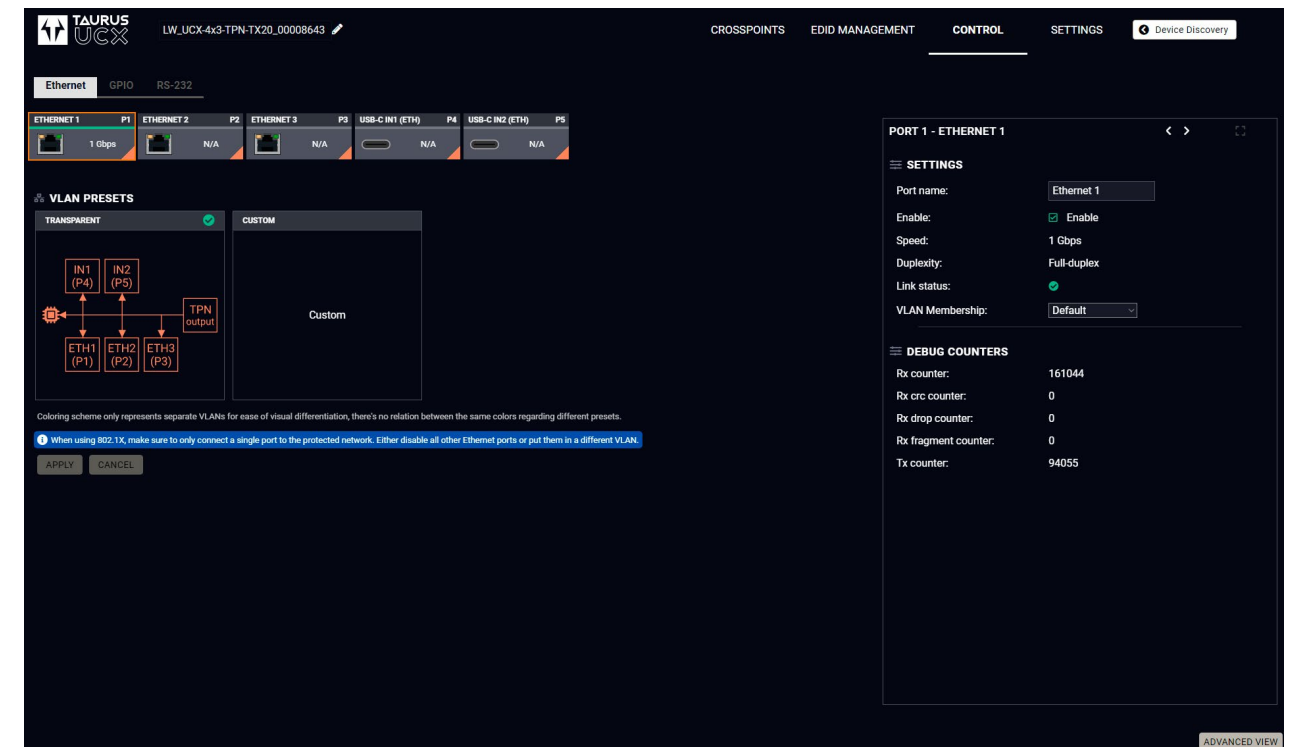 TAURUS
UCX
LW_UCX-4x3-TPN-TX20_00008643
CROSSPOINTS
EDID MANAGEMENT
CONTROL
SETTINGS
Device Discovery
Ethernet
GPIO
RS-232
ETHERNET 1 P1
1 Gbps
ETHERNET 2 P2
N/A
ETHERNET 3 P3
N/A
USB-C IN1 (ETH) P4
N/A
USB-C IN2 (ETH) P5
N/A
VLAN PRESETS
TRANSPARENT
IN1
(P4)
IN2
(P5)
TPN
output
ETH1
(P1)
ETH2
(P2)
ETH3
(P3)
CUSTOM
Custom
Coloring scheme only represents separate VLANs for ease of visual differentiation, there's no relation between the same colors regarding different presets.
When using 802.1X, make sure to only connect a single port to the protected network. Either disable all other Ethernet ports or put them in a different VLAN.
APPLY
CANCEL
PORT 1 - ETHERNET 1
SETTINGS
Port name: Ethernet 1
Enable: Enable
Speed: 1 Gbps
Duplexity: Full-duplex
Link status:
VLAN Membership: Default
DEBUG COUNTERS
Rx counter: 161044
Rx crc counter: 0
Rx drop counter: 0
Rx fragment counter: 0
Tx counter: 94055
ADVANCED VIEW